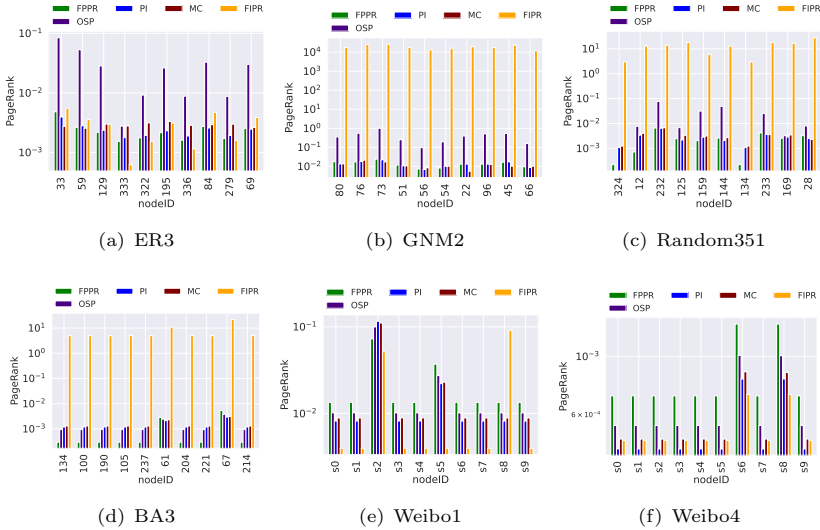 FPPR PI MC FIPR
OSP
PageRank
10^-1
10^-2
10^-3
33 59 129 333 322 195 336 84 279 69
nodeID
(a) ER3
FPPR PI MC FIPR
OSP
PageRank
10^4
10^3
10^2
10^1
10^0
10^-1
10^-2
80 76 73 51 56 54 22 96 45 66
nodeID
(b) GNM2
FPPR PI MC FIPR
OSP
PageRank
10^1
10^0
10^-1
10^-2
10^-3
324 12 232 125 159 144 134 233 169 28
nodeID
(c) Random351
FPPR PI MC FIPR
OSP
PageRank
10^1
10^0
10^-1
10^-2
10^-3
134 100 190 105 237 61 204 221 67 214
nodeID
(d) BA3
FPPR PI MC FIPR
OSP
PageRank
10^-1
10^-2
s0 s1 s2 s3 s4 s5 s6 s7 s8 s9
nodeID
(e) Weibo1
FPPR PI MC FIPR
OSP
PageRank
10^-3
6 × 10^-4
s0 s1 s2 s3 s4 s5 s6 s7 s8 s9
nodeID
(f) Weibo4